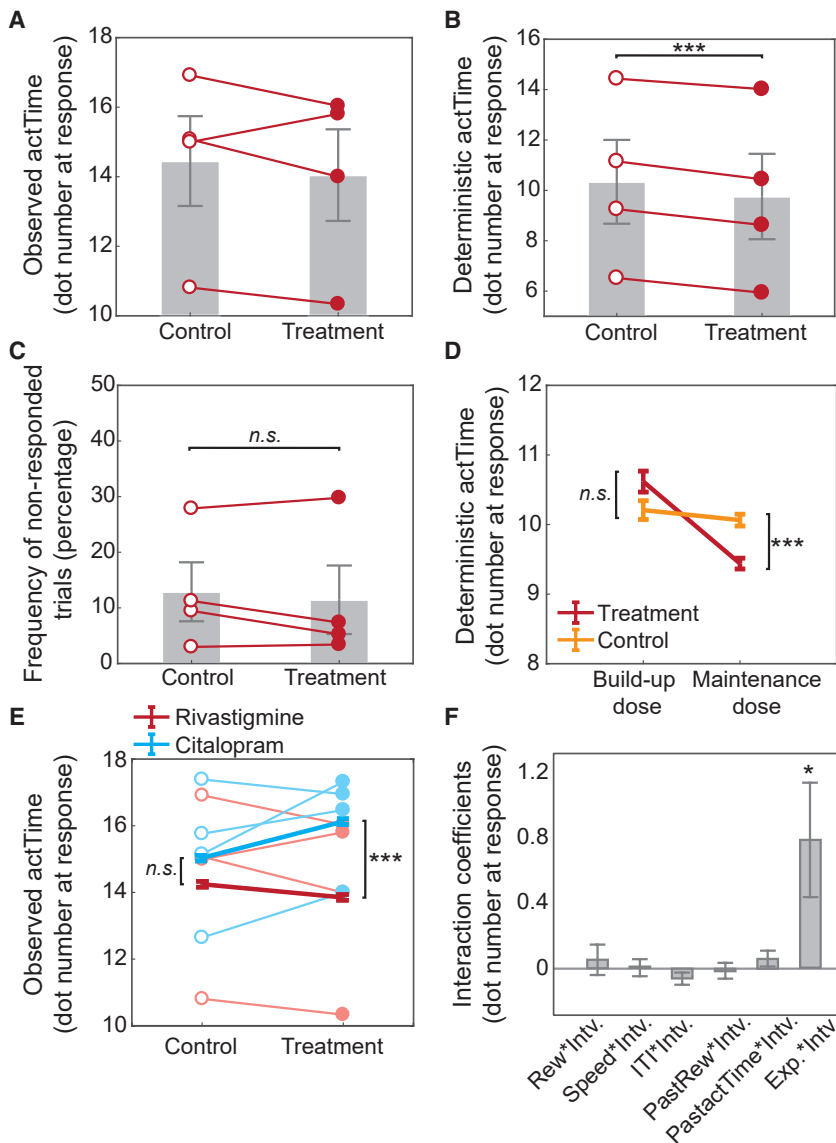 A
Observed actTime
(dot number at response)
18
16
14
12
10
Control
Treatment
B
Deterministic actTime
(dot number at response)
16
14
12
10
8
6
***
Control
Treatment
C
Frequency of non-responded
trials (percentage)
50
40
30
20
10
0
n.s.
Control
Treatment
D
Deterministic actTime
(dot number at response)
12
11
10
9
8
n.s.
***
Treatment
Control
Build-up
dose
Maintenance
dose
E
Rivastigmine
Citalopram
Observed actTime
(dot number at response)
18
16
14
12
10
n.s.
***
Control
Treatment
F
Interaction coefficients
(dot number at response)
1.2
0.8
0.4
0
*
Rew*Intv.
Speed*Intv.
ITI*Intv.
PastRew*Intv.
PastactTime*Intv.
Exp.*Intv.